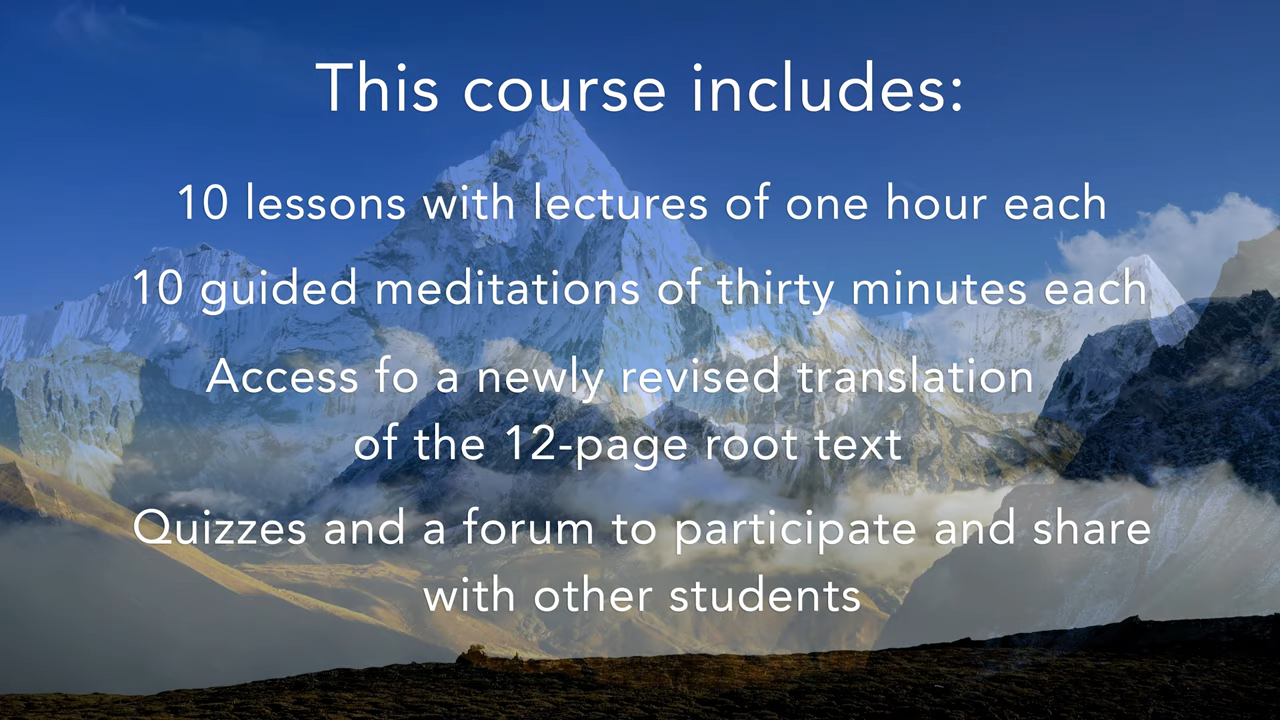 This course includes:
10 lessons with lectures of one hour each
10 guided meditations of thirty minutes each
Access fo a newly revised translation
of the 12-page root text
Quizzes and a forum to participate and share
with other students